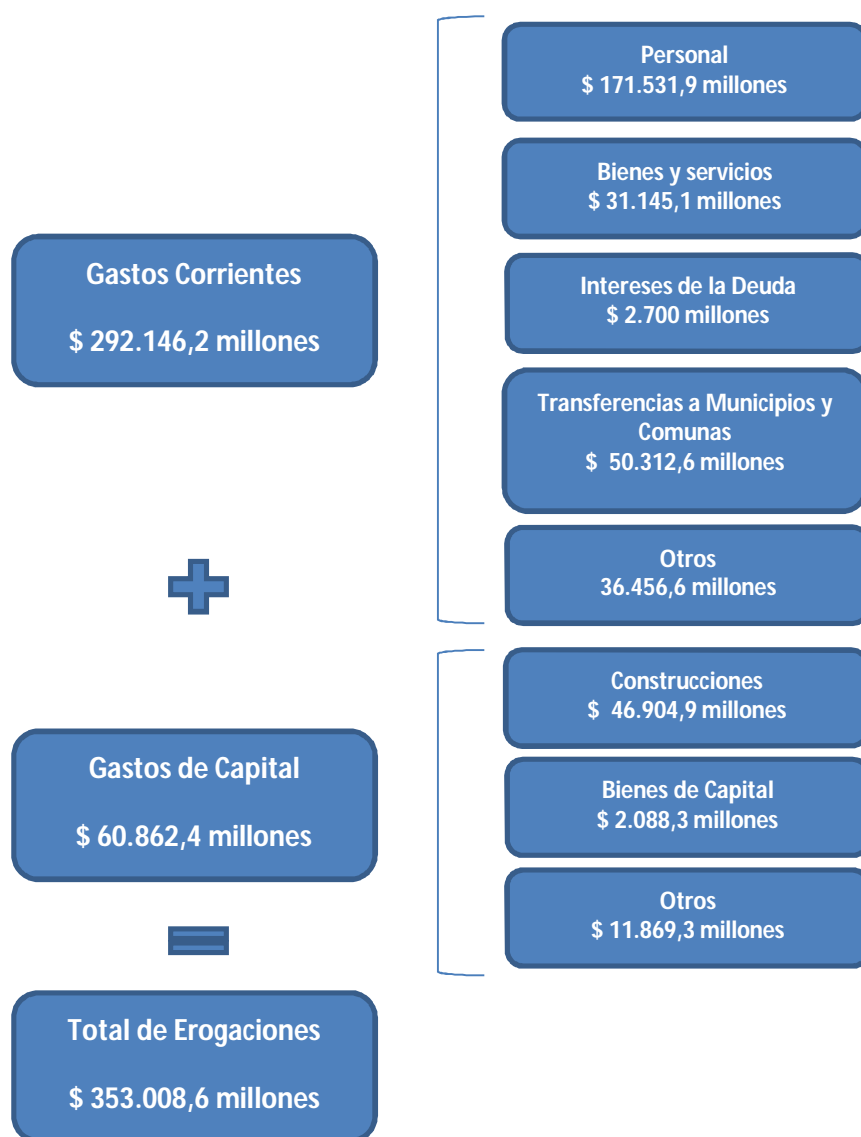 Personal
$ 171.531,9 millones
Bienes y servicios
$ 31.145,1 millones
Gastos Corrientes
$ 292.146,2 millones
Intereses de la Deuda
$ 2.700 millones
Transferencias a Municipios y
Comunas
$ 50.312,6 millones
Otros
36.456,6 millones
Construcciones
$ 46.904,9 millones
Gastos de Capital
$ 60.862,4 millones
Bienes de Capital
$ 2.088,3 millones
Otros
$ 11.869,3 millones
Total de Erogaciones
$ 353.008,6 millones